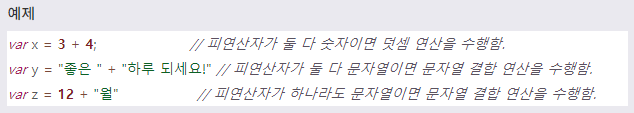 예제
var x = 3 + 4; // 피연산자가 둘 다 숫자이면 덧셈 연산을 수행함.
var y = "좋은 " + "하루 되세요!" // 피연산자가 둘 다 문자열이면 문자열 결합 연산을 수행함.
var z = 12 + "월" // 피연산자가 하나라도 문자열이면 문자열 결합 연산을 수행함.